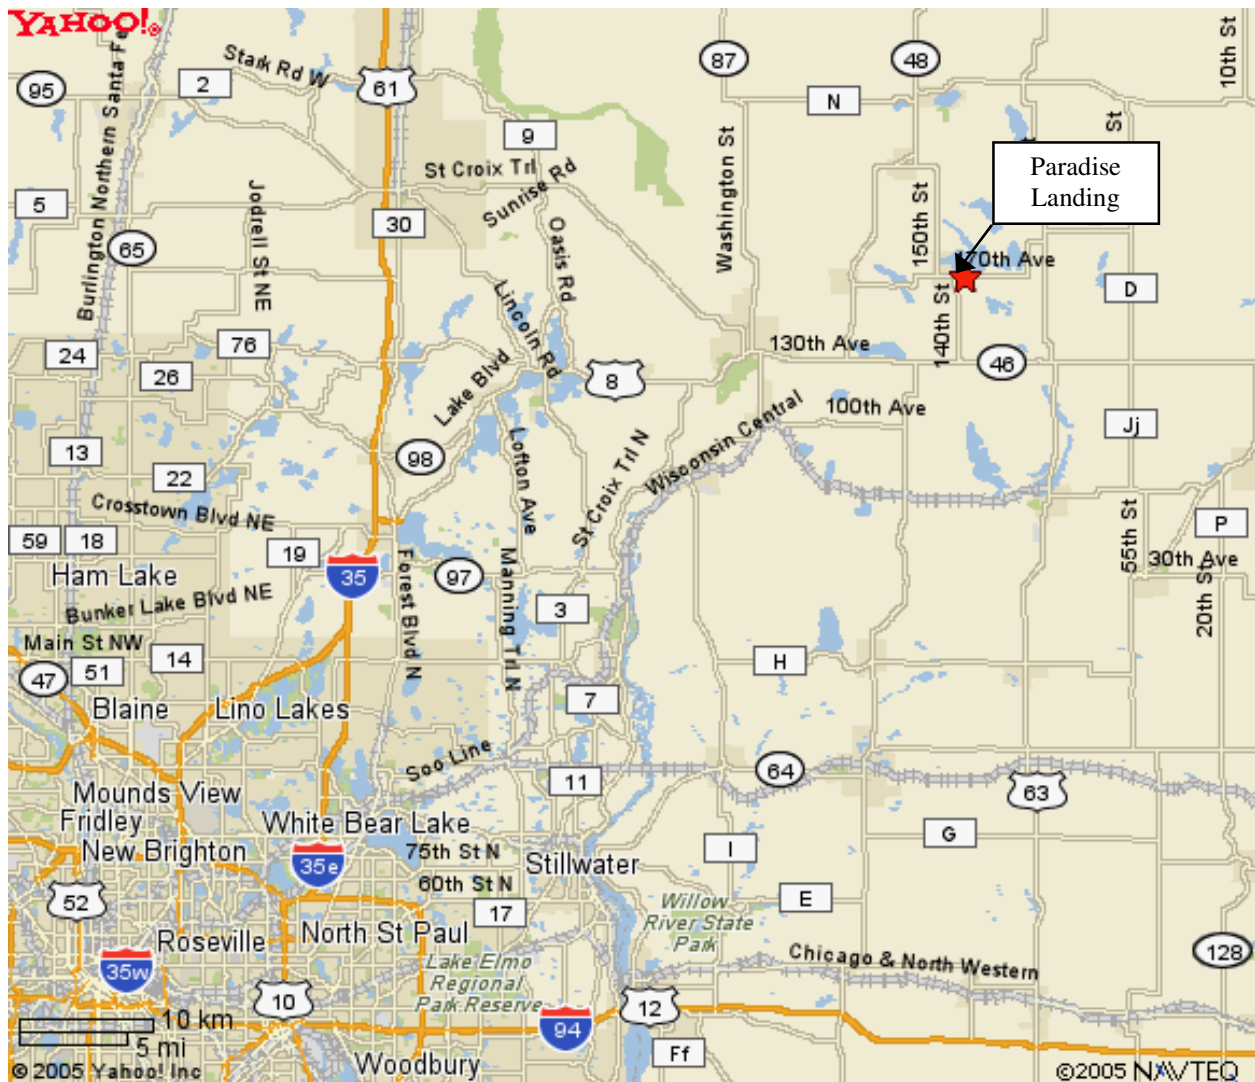 YAHOO!®
Burlington Northern Santa Fe
Stark Rd W
61
87
48
10th St
95
2
N
9
St
St Croix Trl
Sunrise Rd
Washington St
Paradise
Landing
5
Jodrell St NE
30
65
Oasis Rd
150th St
70th Ave
D
Lincoln Rd
140th St
24
76
26
Lake Blvd
8
130th Ave
46
100th Ave
Jj
13
98
22
Lofton Ave
St Croix Trl N
Wisconsin Central
Crosstown Blvd NE
59
18
19
P
55th St
30th Ave
20th St
Ham Lake
35
Forest Blvd N
97
Manning Trl N
3
Bunker Lake Blvd NE
Main St NW
51
14
47
H
7
Blaine
Lino Lakes
Soo Line
11
64
63
Mounds View
Fridley
White Bear Lake
New Brighton
75th St N
Stillwater
I
G
35e
60th St N
52
17
Willow
River State
Park
E
Roseville
North St Paul
35w
Lake Elmo
Regional
Park Reserve
Chicago & North Western
128
10
12
94
10 km
5 mi
Ff
Woodbury
© 2005 Yahoo! Inc
©2005 NAVTEQ